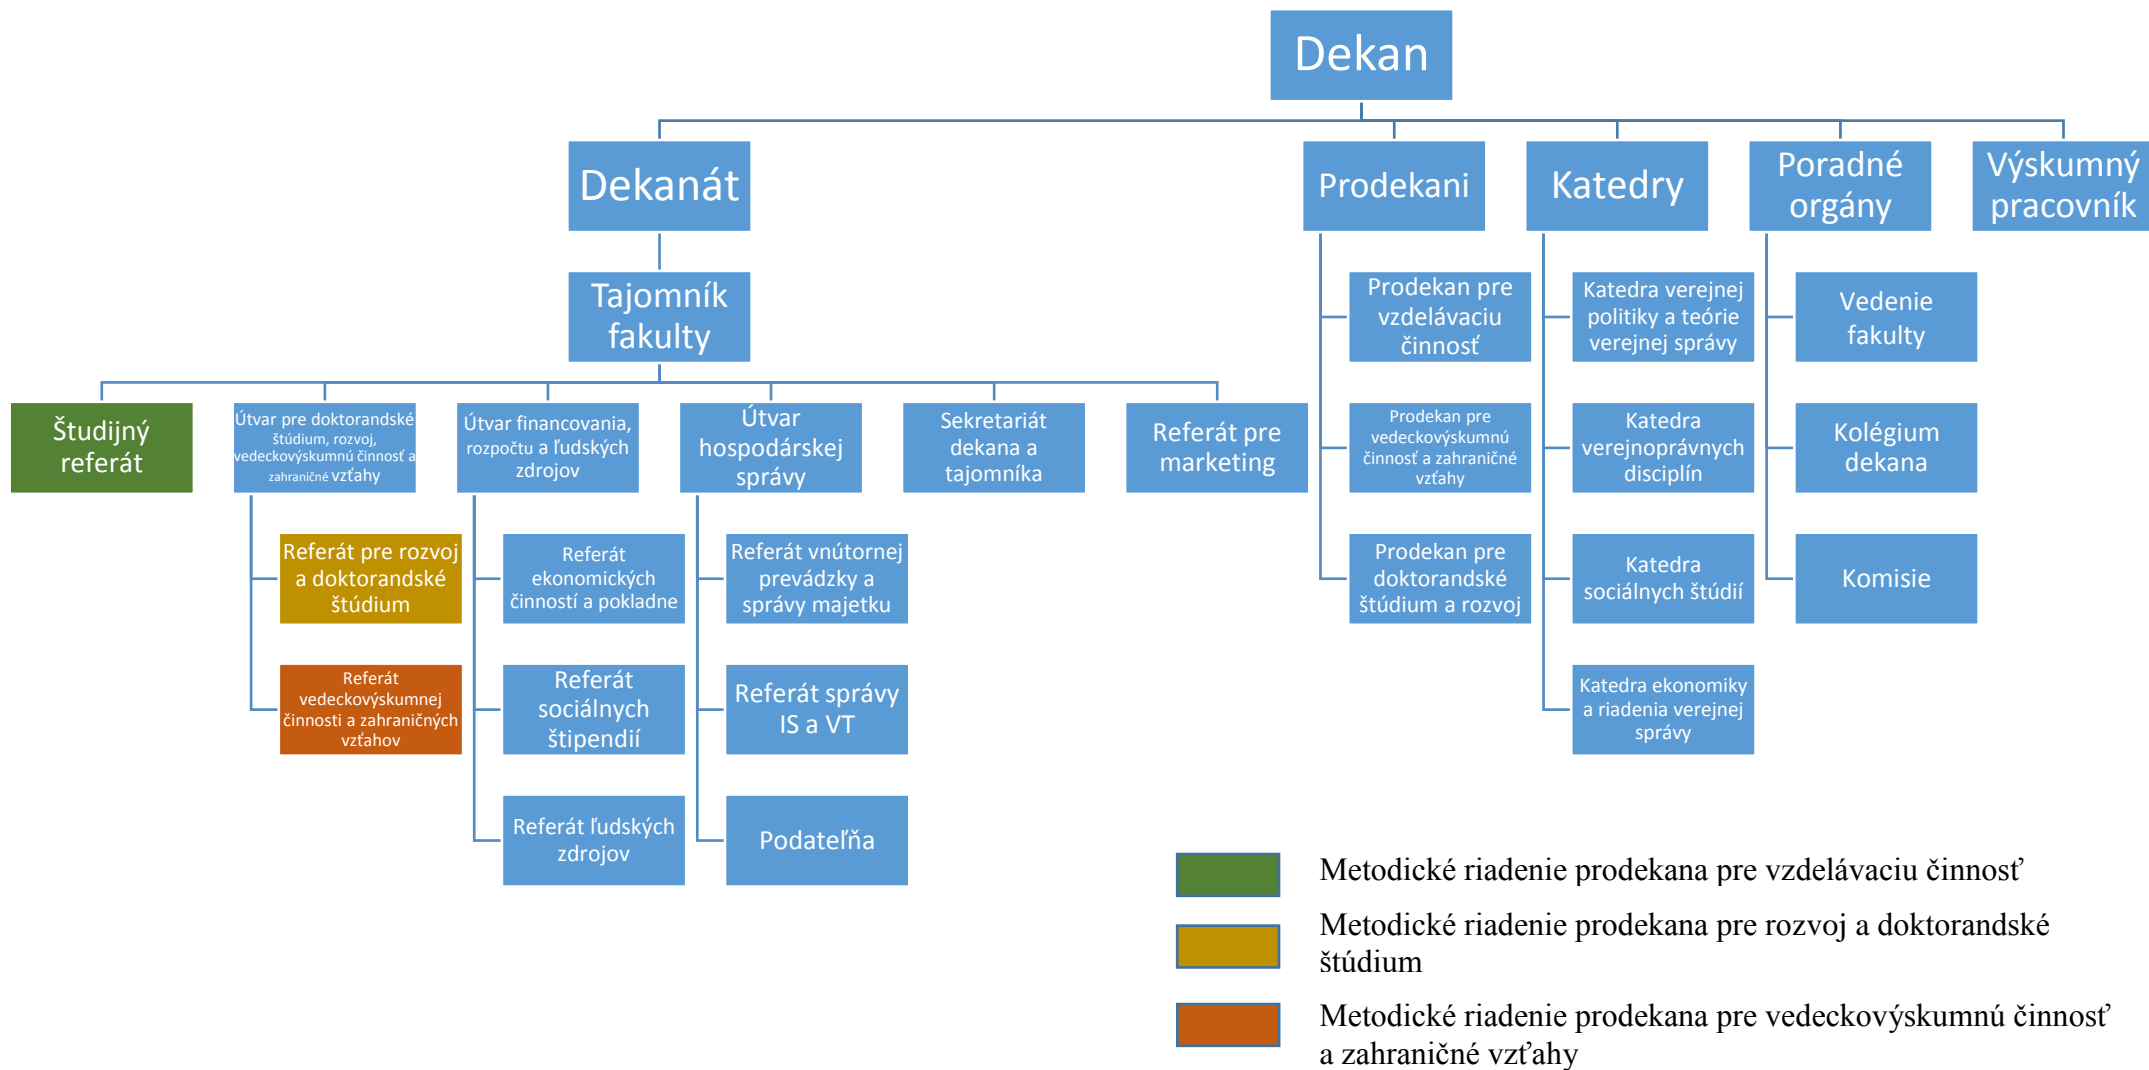 Dekan
Dekanát
Prodekani
Katedry
Poradné
orgány
Výskumný
pracovník
Tajomník
fakulty
Prodekan pre
vzdelávaciu
činnosť
Katedra verejnej
politiky a teórie
verejnej správy
Vedenie
fakulty
Študijný
referát
Útvar pre doktorandské
štúdium, rozvoj,
vedeckovýskumnú činnosť a
zahraničné vzťahy
Útvar financovania,
rozpočtu a ľudských
zdrojov
Útvar
hospodárskej
správy
Sekretariát
dekana a
tajomníka
Referát pre
marketing
Prodekan pre
vedeckovýskumnú
činnosť a zahraničné
vzťahy
Katedra
verejnoprávnych
disciplín
Kolégium
dekana
Referát pre rozvoj
a doktorandské
štúdium
Referát
ekonomických
činností a pokladne
Referát vnútornej
prevádzky a
správy majetku
Prodekan pre
doktorandské
štúdium a rozvoj
Katedra
sociálnych štúdií
Komisie
Referát
vedeckovýskumnej
činnosti a zahraničných
vzťahov
Referát
sociálnych
štipendií
Referát správy
IS a VT
Katedra ekonomiky
a riadenia verejnej
správy
Referát ľudských
zdrojov
Podateľňa
Metodické riadenie prodekana pre vzdelávaciu činnosť
Metodické riadenie prodekana pre rozvoj a doktorandské
štúdium
Metodické riadenie prodekana pre vedeckovýskumnú činnosť
a zahraničné vzťahy